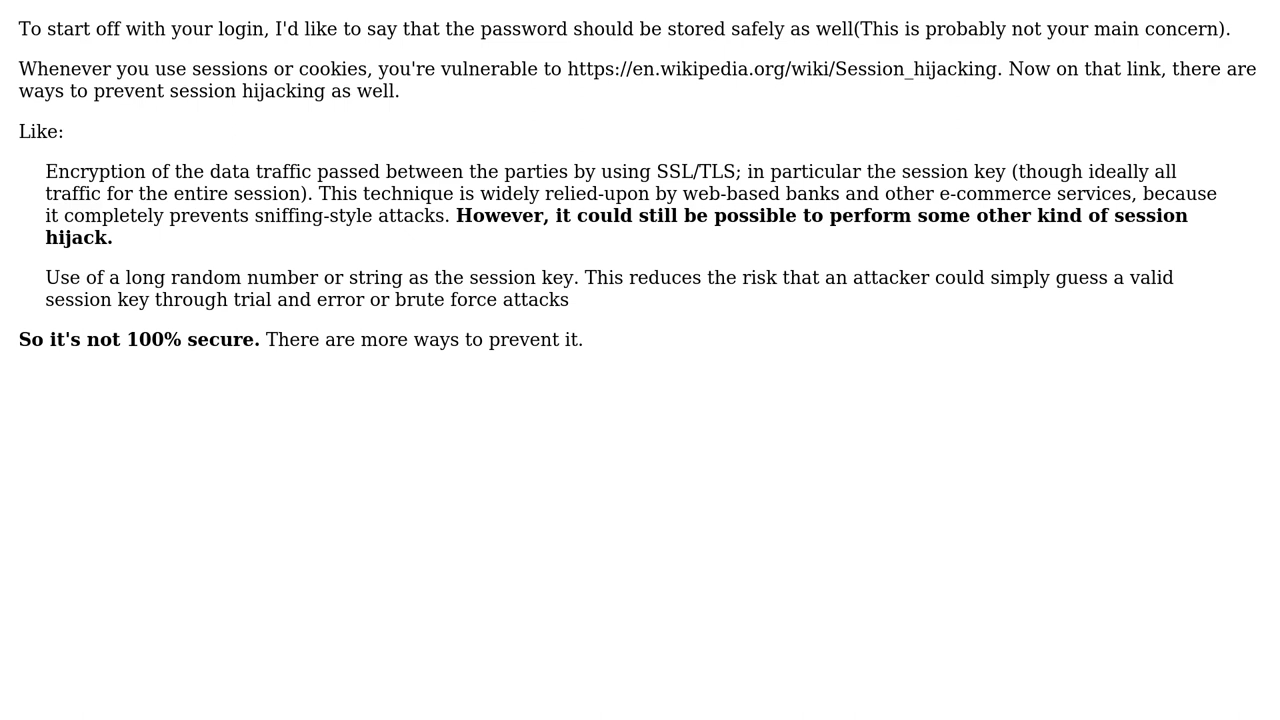 To start off with your login, I'd like to say that the password should be stored safely as well(This is probably not your main concern).
Whenever you use sessions or cookies, you're vulnerable to https://en.wikipedia.org/wiki/Session_hijacking. Now on that link, there are
ways to prevent session hijacking as well.
Like:
Encryption of the data traffic passed between the parties by using SSL/TLS; in particular the session key (though ideally all
traffic for the entire session). This technique is widely relied-upon by web-based banks and other e-commerce services, because
it completely prevents sniffing-style attacks. However, it could still be possible to perform some other kind of session
hijack.
Use of a long random number or string as the session key. This reduces the risk that an attacker could simply guess a valid
session key through trial and error or brute force attacks
So it's not 100% secure. There are more ways to prevent it.